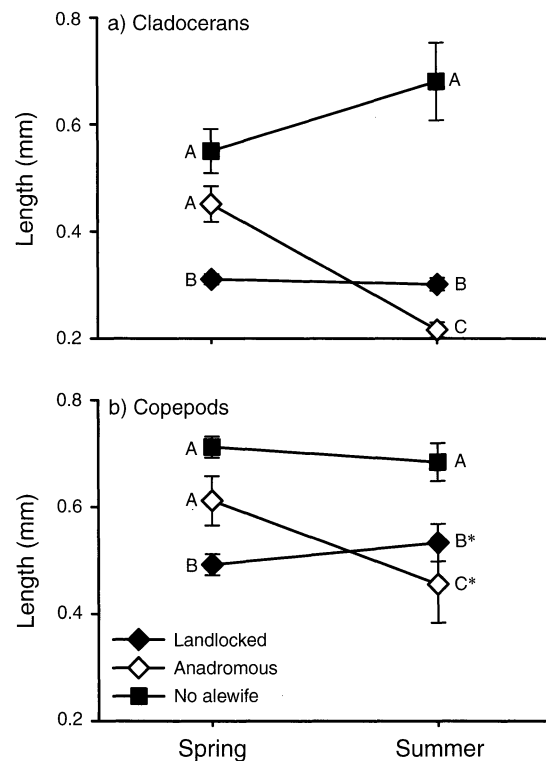 a) Cladocerans
0.8
0.6
0.4
0.2
Length (mm)
A
A
B
A
B
C
b) Copepods
0.8
0.6
0.4
0.2
Length (mm)
A
A
B
A
B*
C*
Landlocked
Anadromous
No alewife
Spring
Summer